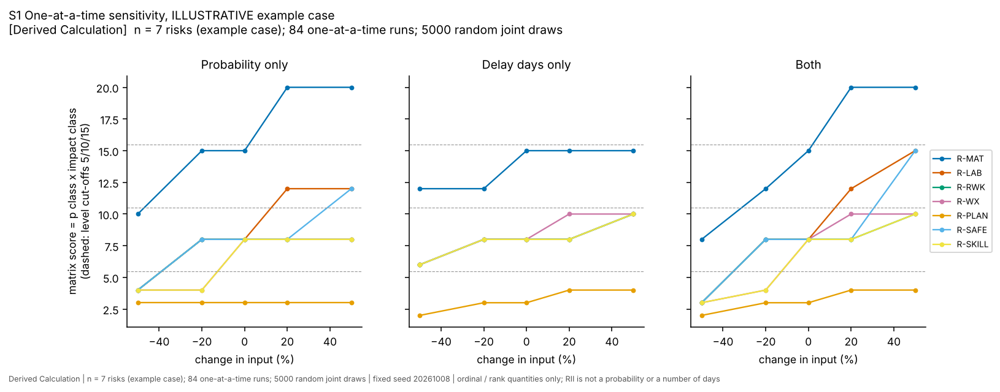 S1 One-at-a-time sensitivity, ILLUSTRATIVE example case
[Derived Calculation]  n = 7 risks (example case); 84 one-at-a-time runs; 5000 random joint draws
Probability only
Delay days only
Both
matrix score = p class x impact class
(dashed: level cut-offs 5/10/15)
20.0
17.5
15.0
12.5
10.0
7.5
5.0
2.5
−40 −20 0 20 40
−40 −20 0 20 40
−40 −20 0 20 40
change in input (%)
change in input (%)
change in input (%)
R-MAT
R-LAB
R-RWK
R-WX
R-PLAN
R-SAFE
R-SKILL
Derived Calculation | n = 7 risks (example case); 84 one-at-a-time runs; 5000 random joint draws | fixed seed 20261008 | ordinal / rank quantities only; RII is not a probability or a number of days